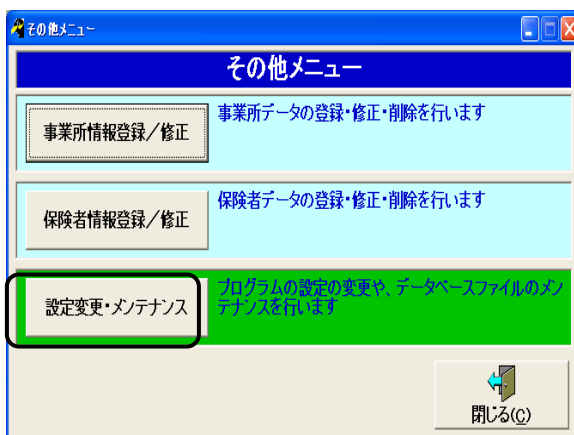 その他メニュー
その他メニュー
事業所情報登録／修正
事業所データの登録・修正・削除を行います
保険者情報登録／修正
保険者データの登録・修正・削除を行います
設定変更・メンテナンス
プログラムの設定の変更や、データベースファイルのメン
テナンスを行います
閉じる(C)